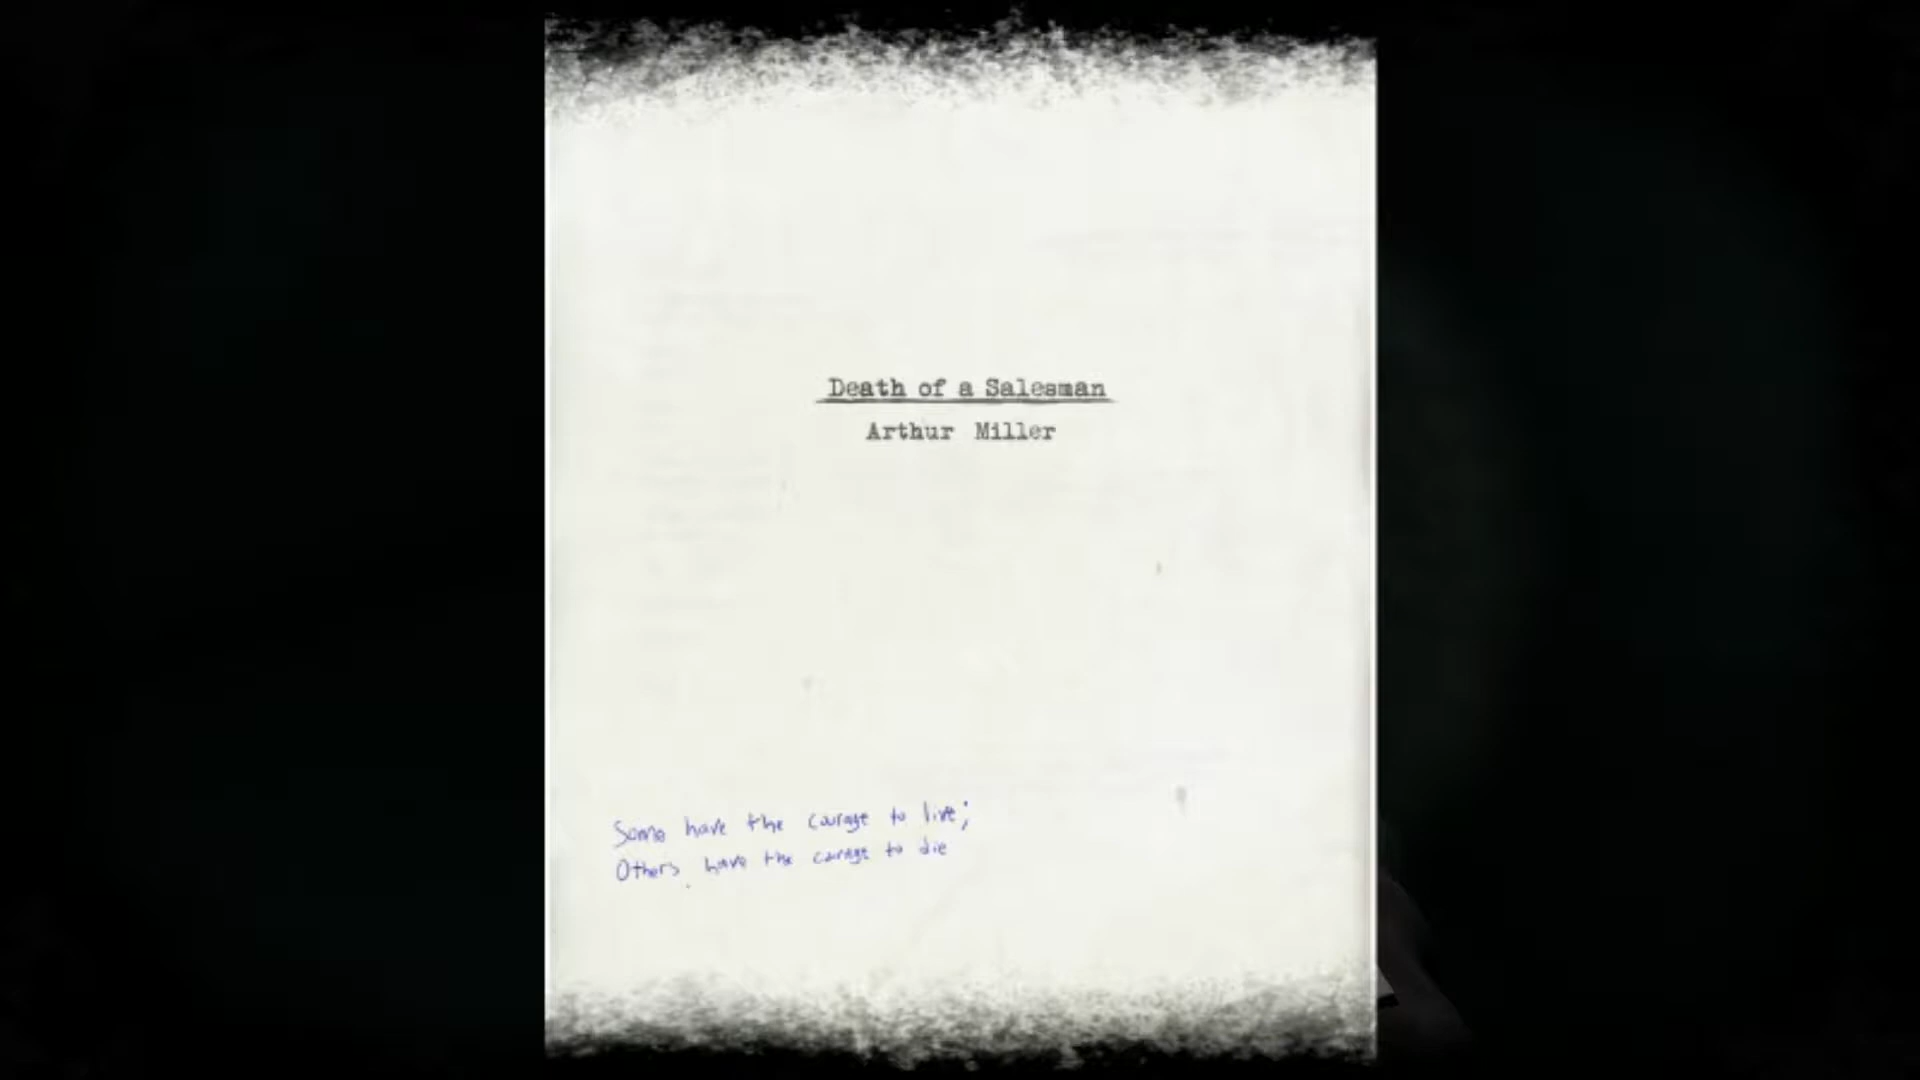 Death of a Salesman
Arthur Miller
Some have the courage to live;
Others have the courage to die